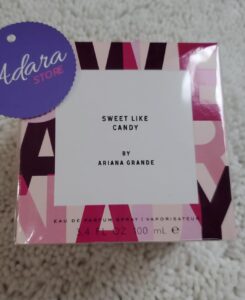 Adara
STORE
SWEET LIKE
CANDY
BY
ARIANA GRANDE
EAU DE PARFUM SPRAY | VAPORISATEUR
3.4 FL OZ 100 mL ℮